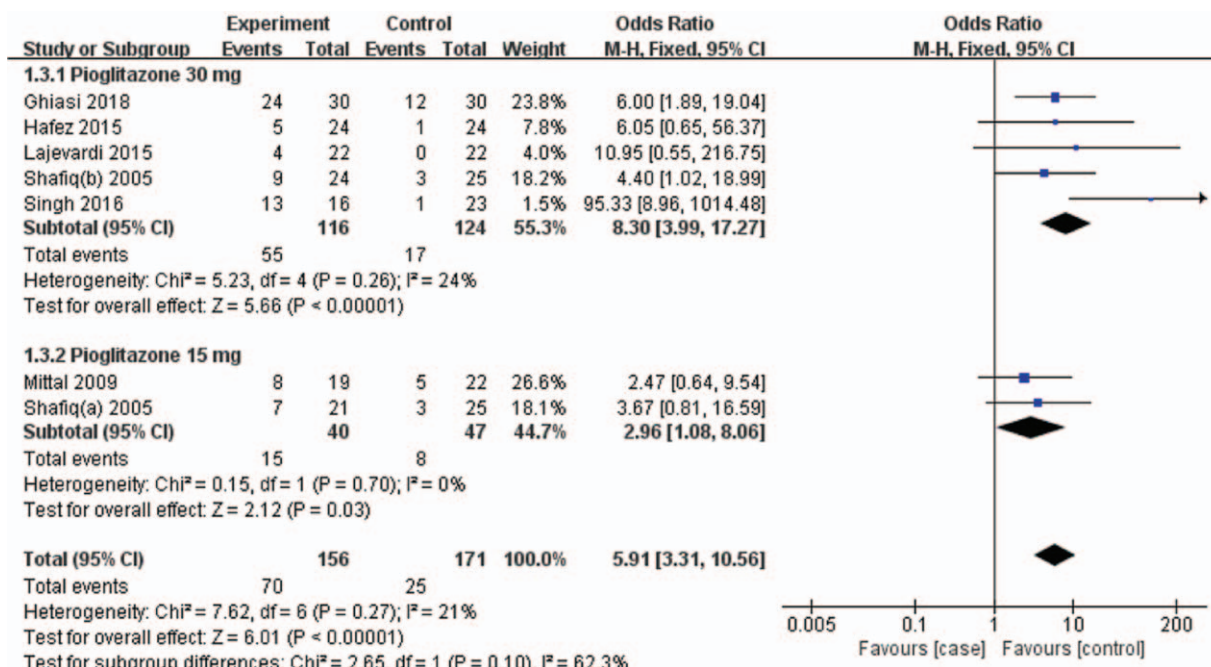 Experiment Control Odds Ratio Odds Ratio
Study or Subgroup Events Total Events Total Weight M-H, Fixed, 95% CI M-H, Fixed, 95% CI
1.3.1 Pioglitazone 30 mg
Ghiasi 2018 24 30 12 30 23.8% 6.00 [1.89, 19.04]
Hafez 2015 5 24 1 24 7.8% 6.05 [0.65, 56.37]
Lajevardi 2015 4 22 0 22 4.0% 10.95 [0.55, 216.75]
Shafiq(b) 2005 9 24 3 25 18.2% 4.40 [1.02, 18.99]
Singh 2016 13 16 1 23 1.5% 95.33 [8.96, 1014.48]
Subtotal (95% CI) 116 124 55.3% 8.30 [3.99, 17.27]
Total events 55 17
Heterogeneity: Chi² = 5.23, df = 4 (P = 0.26); I² = 24%
Test for overall effect: Z = 5.66 (P < 0.00001)
1.3.2 Pioglitazone 15 mg
Mittal 2009 8 19 5 22 26.6% 2.47 [0.64, 9.54]
Shafiq(a) 2005 7 21 3 25 18.1% 3.67 [0.81, 16.59]
Subtotal (95% CI) 40 47 44.7% 2.96 [1.08, 8.06]
Total events 15 8
Heterogeneity: Chi² = 0.15, df = 1 (P = 0.70); I² = 0%
Test for overall effect: Z = 2.12 (P = 0.03)
Total (95% CI) 156 171 100.0% 5.91 [3.31, 10.56]
Total events 70 25
Heterogeneity: Chi² = 7.62, df = 6 (P = 0.27); I² = 21%
Test for overall effect: Z = 6.01 (P < 0.00001)
Test for subgroup differences: Chi² = 2.65, df = 1 (P = 0.10), I² = 62.3%
0.005 0.1 1 10 200
Favours [case] Favours [control]